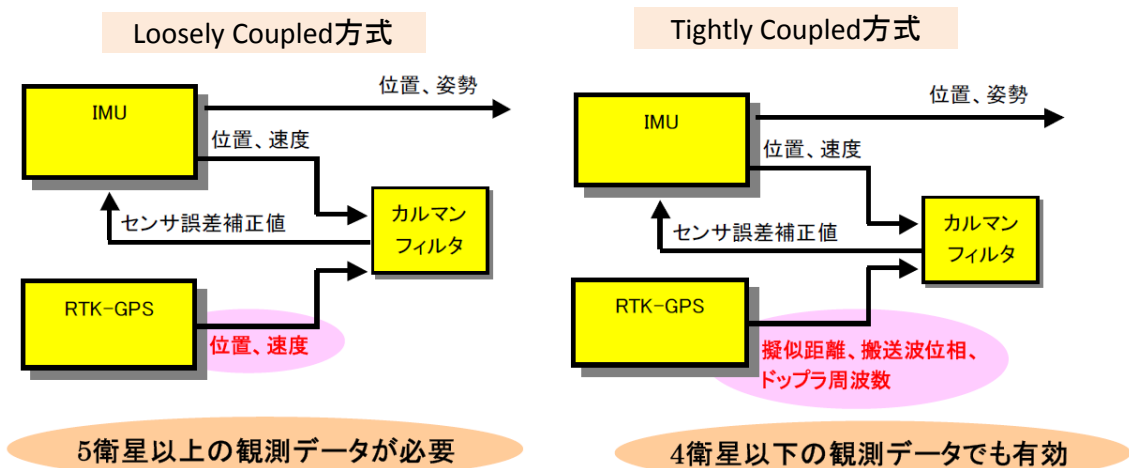 Loosely Coupled方式
位置、姿勢
IMU
位置、速度
カルマン
フィルタ
センサ誤差補正値
RTK-GPS
位置、速度
5衛星以上の観測データが必要
Tightly Coupled方式
位置、姿勢
IMU
位置、速度
カルマン
フィルタ
センサ誤差補正値
RTK-GPS
擬似距離、搬送波位相、
ドップラ周波数
4衛星以下の観測データでも有効